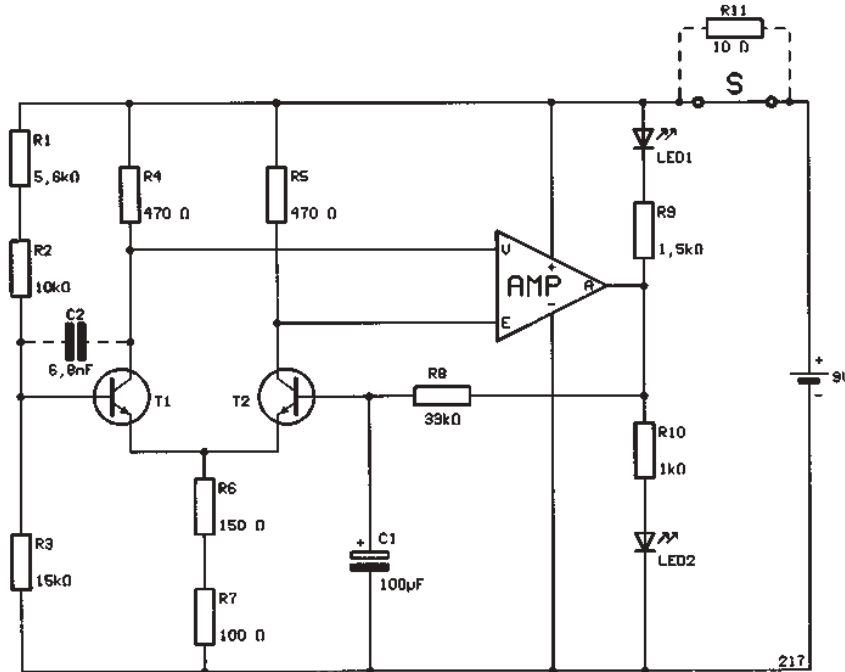 R11
10 Ω
S
R1
5,6kΩ
R4
470 Ω
R5
470 Ω
LED1
R9
1,5kΩ
R2
10kΩ
V
+
AMP
A
-
E
C2
6,8nF
T1
T2
R8
39kΩ
+
9V
-
R10
1kΩ
R6
150 Ω
R3
15kΩ
+
C1
100µF
LED2
R7
100 Ω
217